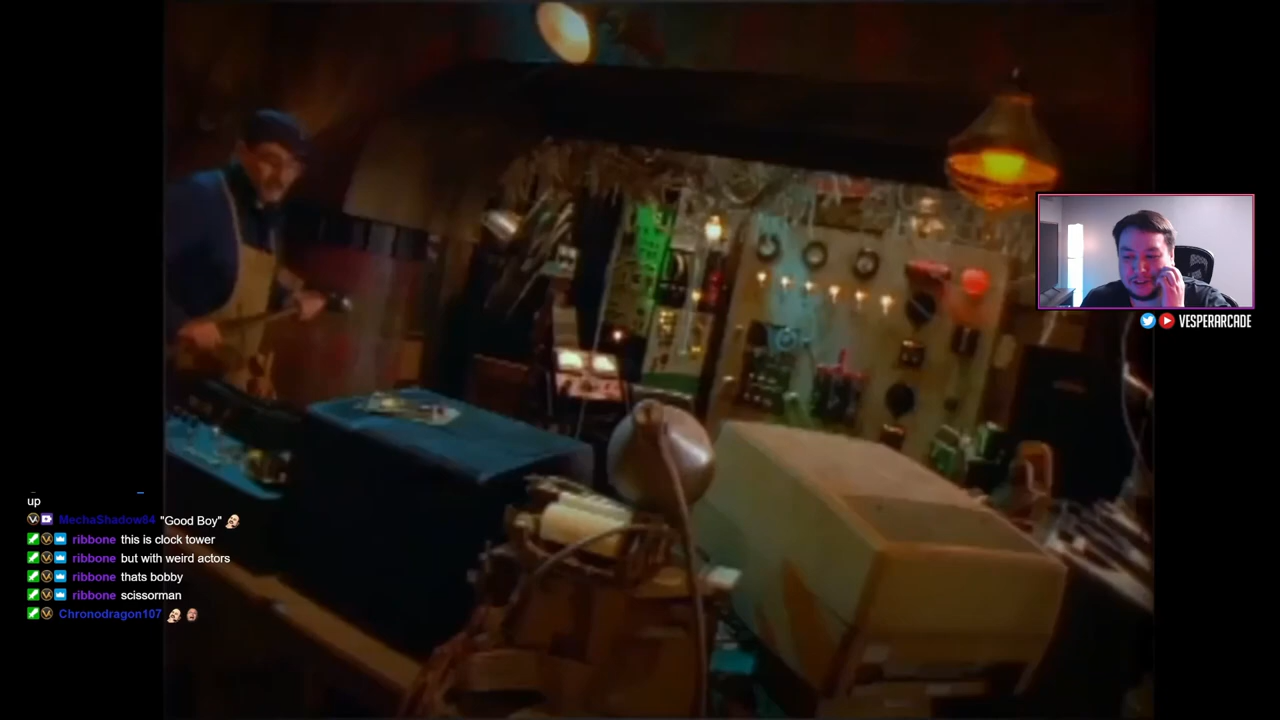 up
MechaShadow84 "Good Boy"
ribbone this is clock tower
ribbone but with weird actors
ribbone thats bobby
ribbone scissorman
Chronodragon107
VESPERARCADE